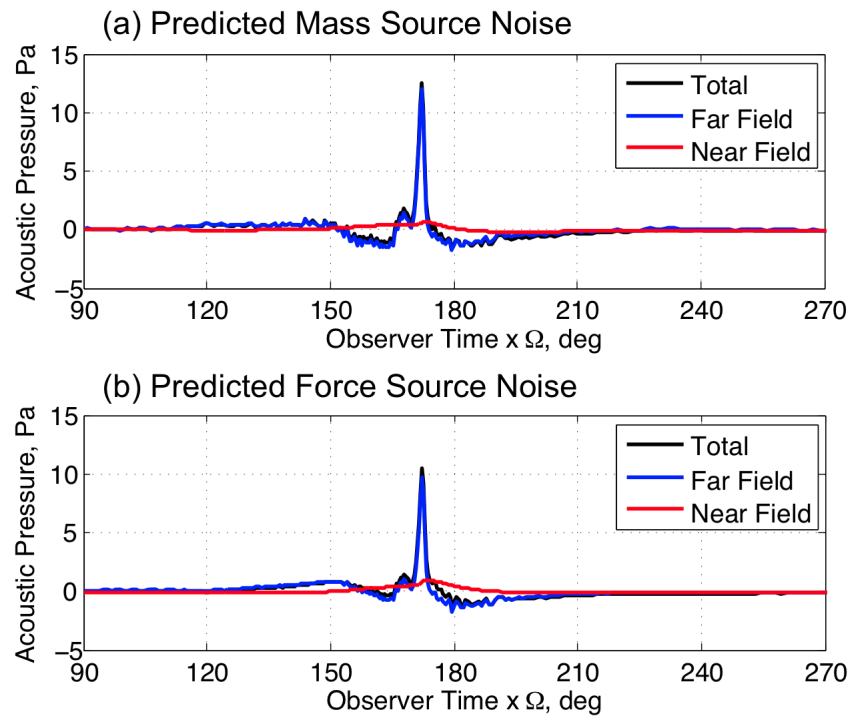 (a) Predicted Mass Source Noise
Acoustic Pressure, Pa
15
10
5
0
−5
Total
Far Field
Near Field
90 120 150 180 210 240 270
Observer Time x Ω, deg
(b) Predicted Force Source Noise
Acoustic Pressure, Pa
15
10
5
0
−5
Total
Far Field
Near Field
90 120 150 180 210 240 270
Observer Time x Ω, deg